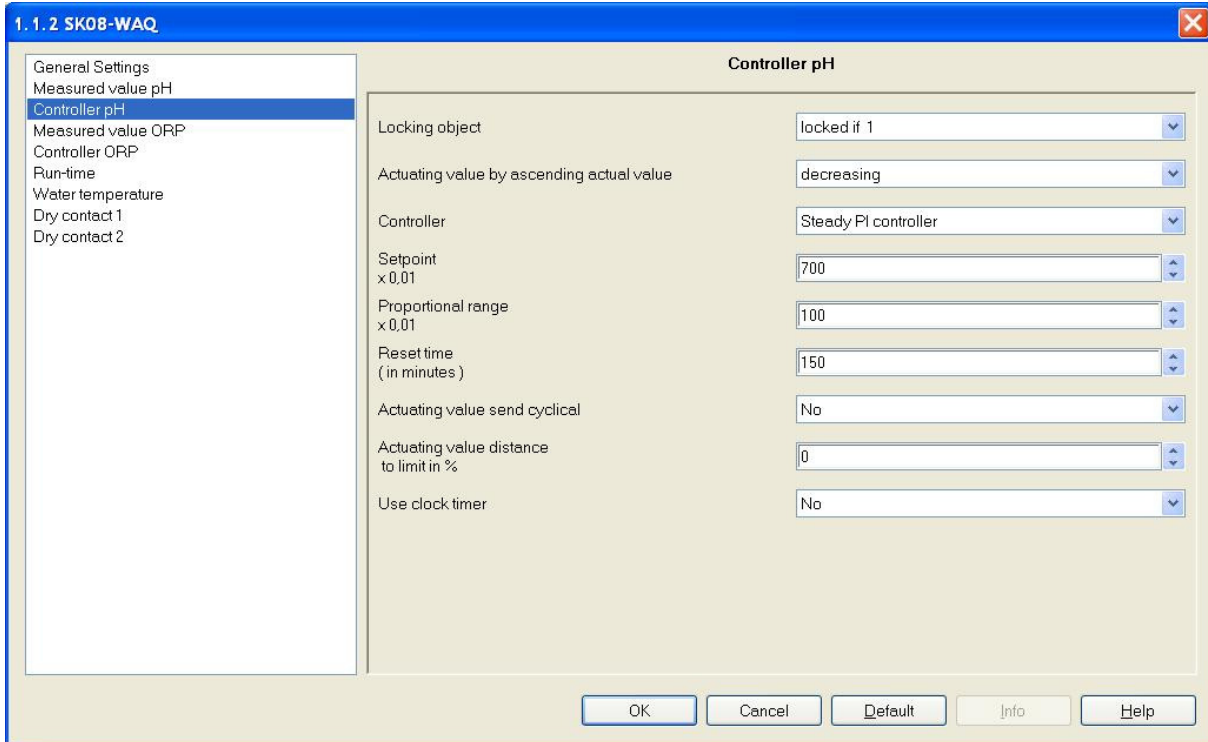 1.1.2 SK08-WAQ
General Settings
Measured value pH
Controller pH
Measured value ORP
Controller ORP
Run-time
Water temperature
Dry contact 1
Dry contact 2
Controller pH
Locking object
locked if 1
Actuating value by ascending actual value
decreasing
Controller
Steady PI controller
Setpoint
x 0,01
700
Proportional range
x 0,01
100
Reset time
( in minutes )
150
Actuating value send cyclical
No
Actuating value distance
to limit in %
0
Use clock timer
No
OK
Cancel
Default
Info
Help